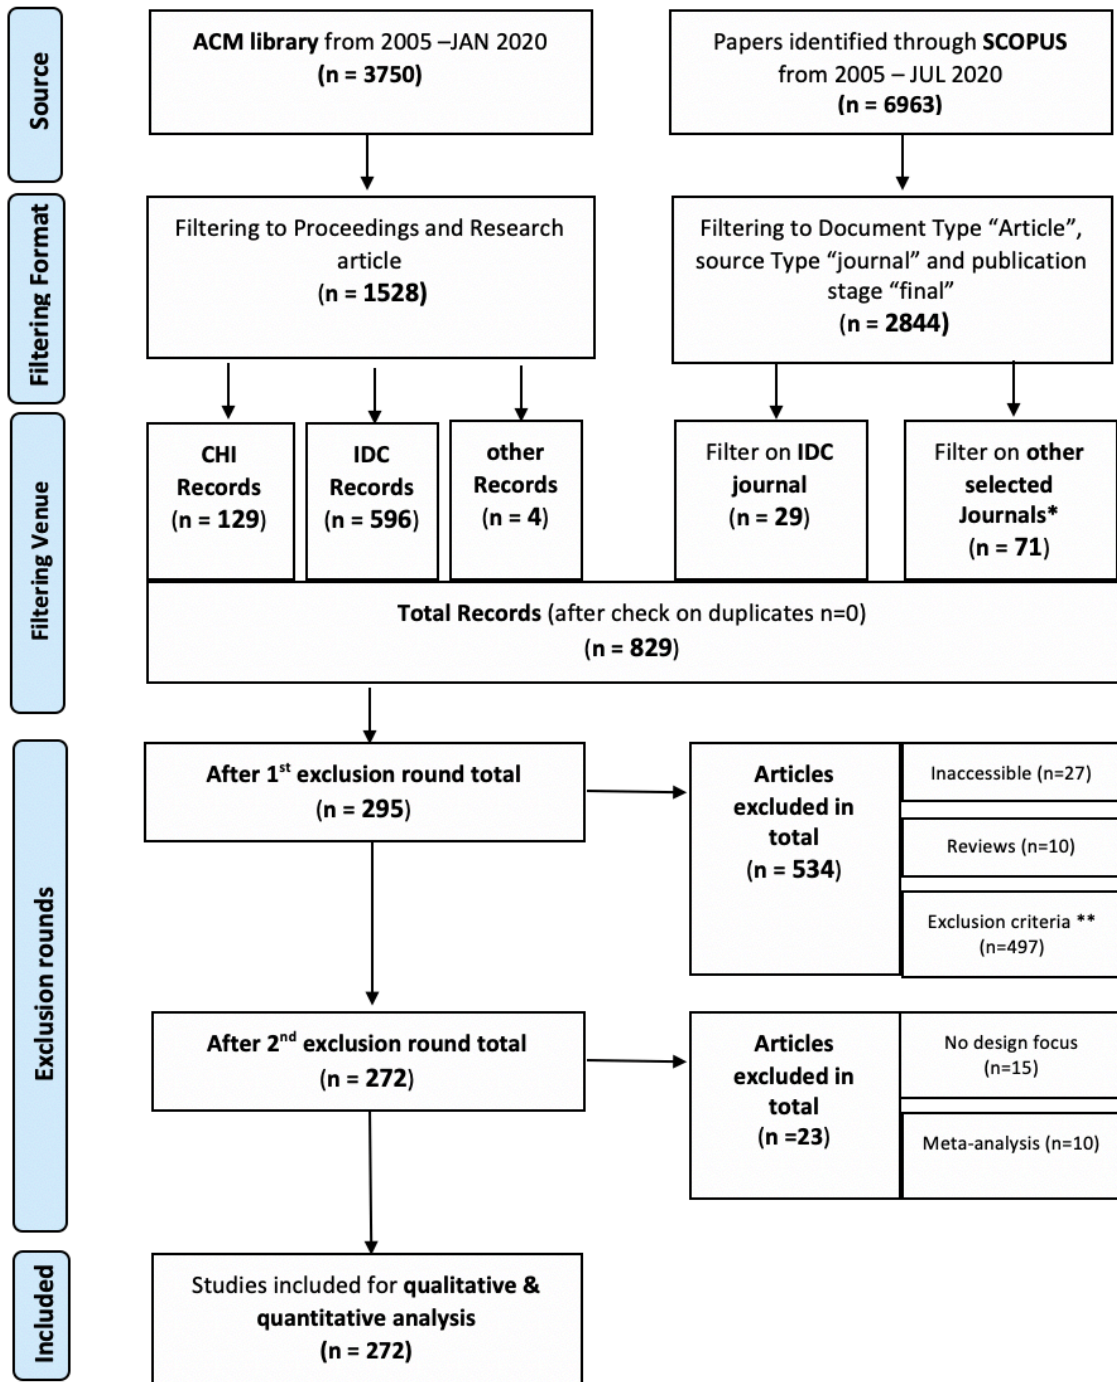 Source
ACM library from 2005 –JAN 2020
(n = 3750)
Papers identified through SCOPUS
from 2005 – JUL 2020
(n = 6963)
Filtering Format
Filtering to Proceedings and Research
article
(n = 1528)
Filtering to Document Type “Article”,
source Type “journal” and publication
stage “final”
(n = 2844)
Filtering Venue
CHI
Records
(n = 129)
IDC
Records
(n = 596)
other
Records
(n = 4)
Filter on IDC
journal
(n = 29)
Filter on other
selected
Journals*
(n = 71)
Total Records (after check on duplicates n=0)
(n = 829)
Exclusion rounds
After 1st exclusion round total
(n = 295)
Articles
excluded in
total
(n = 534)
Inaccessible (n=27)
Reviews (n=10)
Exclusion criteria **
(n=497)
After 2nd exclusion round total
(n = 272)
Articles
excluded in
total
(n =23)
No design focus
(n=15)
Meta-analysis (n=10)
Included
Studies included for qualitative &
quantitative analysis
(n = 272)